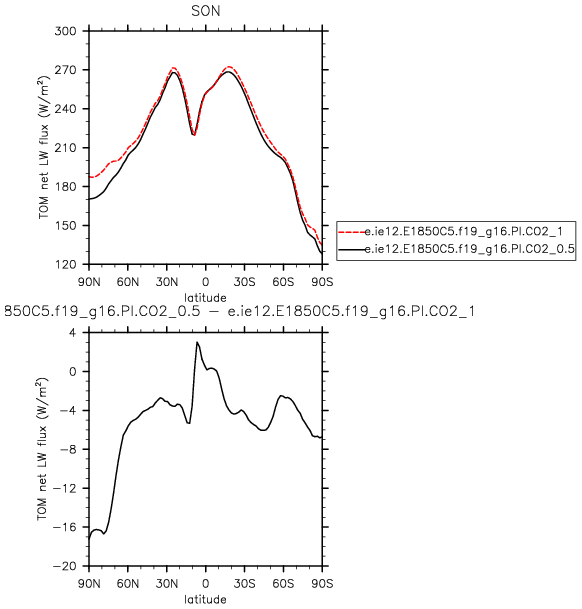 SON
300
270
240
210
180
150
120
TOM net LW flux (W/m²)
90N 60N 30N 0 30S 60S 90S
latitude
e.ie12.E1850C5.f19_g16.PI.CO2_1
e.ie12.E1850C5.f19_g16.PI.CO2_0.5
850C5.f19_g16.PI.CO2_0.5 − e.ie12.E1850C5.f19_g16.PI.CO2_1
4
0
−4
−8
−12
−16
−20
TOM net LW flux (W/m²)
90N 60N 30N 0 30S 60S 90S
latitude